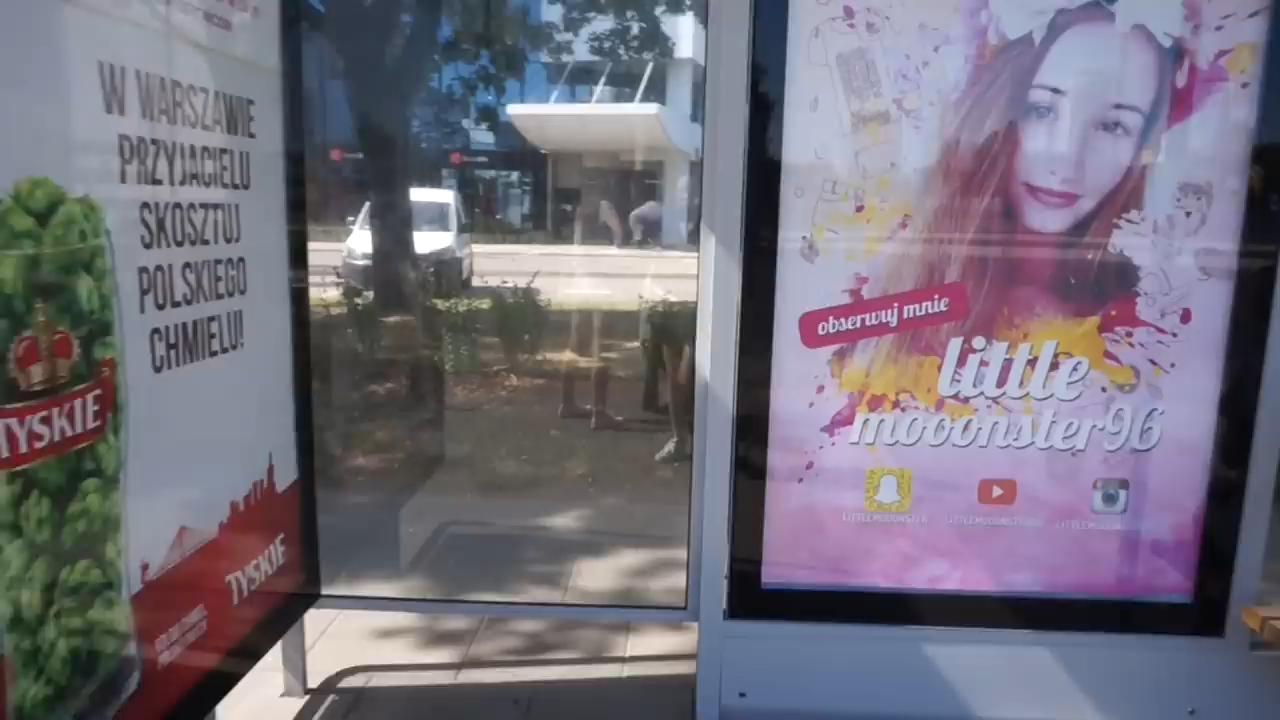 W WARSZAWIE
PRZYJACIELU
SKOSZTUJ
POLSKIEGO
CHMIELU!
TYSKIE
TYSKIE
obserwuj mnie
little
mooonster96